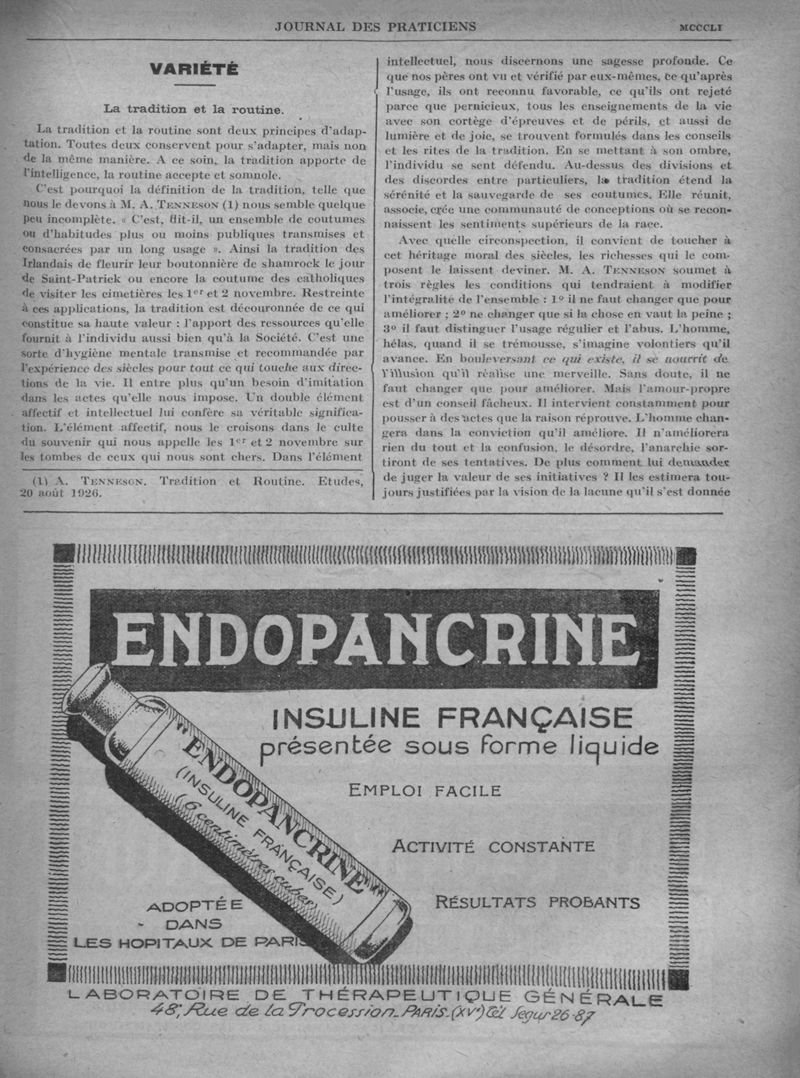 JOURNAL DES PRATICIENS
MCCCLI
VARIÉTÉ
La tradition et la routine.
La tradition et la routine sont deux principes d'adap-
tation. Toutes deux conservent pour s'adapter, mais non
de la même manière. A ce soin, la tradition apporte de
l'intelligence, la routine accepte et somnole.
C'est pourquoi la définition de la tradition, telle que
nous le devons à M. A. TENNESON (1) nous semble quelque
peu incomplète. « C'est, dit-il, un ensemble de coutumes
ou d'habitudes plus ou moins publiques transmises et
consacrées par un long usage ». Ainsi la tradition des
Irlandais de fleurir leur boutonnière de shamrock le jour
de Saint-Patrick ou encore la coutume des catholiques
de visiter les cimetières les 1er et 2 novembre. Restreinte
à ces applications, la tradition est découronnée de ce qui
constitue sa haute valeur : l'apport des ressources qu'elle
fournit à l'individu aussi bien qu'à la Société. C'est une
sorte d'hygiène mentale transmise et recommandée par
l'expérience des siècles pour tout ce qui touche aux direc-
tions de la vie. Il entre plus qu'un besoin d'imitation
dans les actes qu'elle nous impose. Un double élément
affectif et intellectuel lui confère sa véritable significa-
tion. L'élément affectif, nous le croisons dans le culte
du souvenir qui nous appelle les 1er et 2 novembre sur
les tombes de ceux qui nous sont chers. Dans l'élément
(1) A. TENNESON. Tradition et Routine. Etudes,
20 août 1926.
intellectuel, nous discernons une sagesse profonde. Ce
que nos pères ont vu et vérifié par eux-mêmes, ce qu'après
l'usage, ils ont reconnu favorable, ce qu'ils ont rejeté
parce que pernicieux, tous les enseignements de la vie
avec son cortège d'épreuves et de périls, et aussi de
lumière et de joie, se trouvent formulés dans les conseils
et les rites de la tradition. En se mettant à son ombre,
l'individu se sent défendu. Au-dessus des divisions et
des discordes entre particuliers, la tradition étend la
sérénité et la sauvegarde de ses coutumes. Elle réunit,
associe, crée une communauté de conceptions où se recon-
naissent les sentiments supérieurs de la race.
Avec quelle circonspection, il convient de toucher à
cet héritage moral des siècles, les richesses qui le com-
posent le laissent deviner. M. A. TENNESON soumet à
trois règles les conditions qui tendraient à modifier
l'intégralité de l'ensemble : 1° il ne faut changer que pour
améliorer ; 2° ne changer que si la chose en vaut la peine ;
3° il faut distinguer l'usage régulier et l'abus. L'homme,
hélas, quand il se trémousse, s'imagine volontiers qu'il
avance. En bouleversant ce qui existe, il se nourrit de
l'illusion qu'il réalise une merveille. Sans doute, il ne
faut changer que pour améliorer. Mais l'amour-propre
est d'un conseil fâcheux. Il intervient constamment pour
pousser à des actes que la raison réprouve. L'homme chan-
gera dans la conviction qu'il améliore. Il n'améliorera
rien du tout et la confusion, le désordre, l'anarchie sor-
tiront de ses tentatives. De plus comment lui demander
de juger la valeur de ses initiatives ? Il les estimera tou-
jours justifiées par la vision de la lacune qu'il s'est donnée
ENDOPANCRINE
INSULINE FRANÇAISE
présentée sous forme liquide
EMPLOI FACILE
ACTIVITÉ CONSTANTE
RÉSULTATS PROBANTS
"ENDOPANCRINE"
(INSULINE FRANÇAISE)
(6 centimètres cubes)
ADOPTÉE
DANS
LES HOPITAUX DE PARIS
LABORATOIRE DE THÉRAPEUTIQUE GÉNÉRALE
48, Rue de la Procession_PARIS_(XVe) Tél Segur 26-87